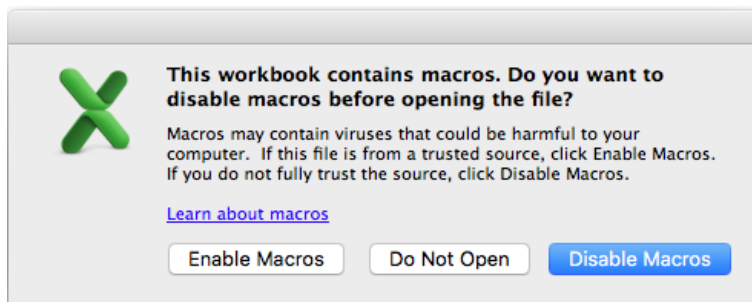 This workbook contains macros. Do you want to
disable macros before opening the file?
Macros may contain viruses that could be harmful to your
computer.  If this file is from a trusted source, click Enable Macros.
If you do not fully trust the source, click Disable Macros.
Learn about macros
Enable Macros
Do Not Open
Disable Macros